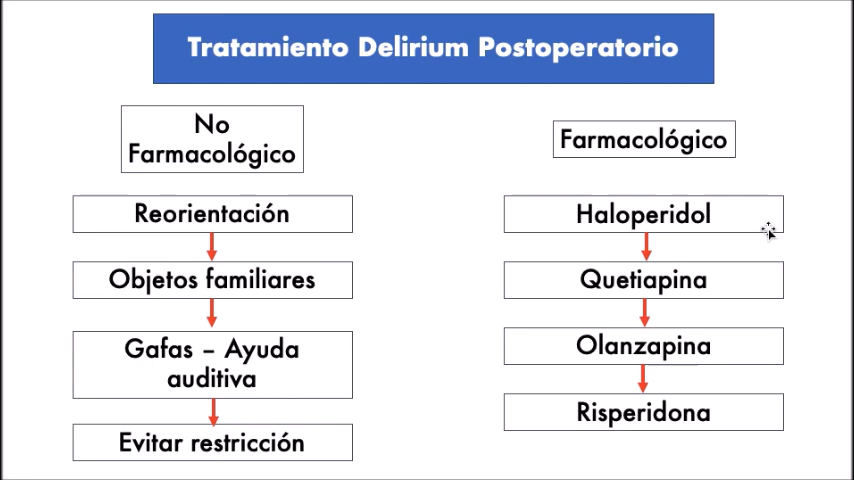 Tratamiento Delirium Postoperatorio
No
Farmacológico
Reorientación
Objetos familiares
Gafas – Ayuda
auditiva
Evitar restricción
Farmacológico
Haloperidol
Quetiapina
Olanzapina
Risperidona